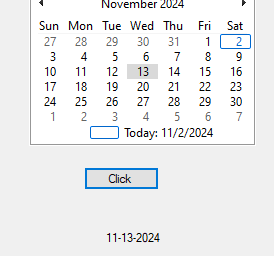 November 2024
Sun Mon Tue Wed Thu Fri Sat
27 28 29 30 31 1 2
3 4 5 6 7 8 9
10 11 12 13 14 15 16
17 18 19 20 21 22 23
24 25 26 27 28 29 30
1 2 3 4 5 6 7
Today: 11/2/2024
Click
11-13-2024